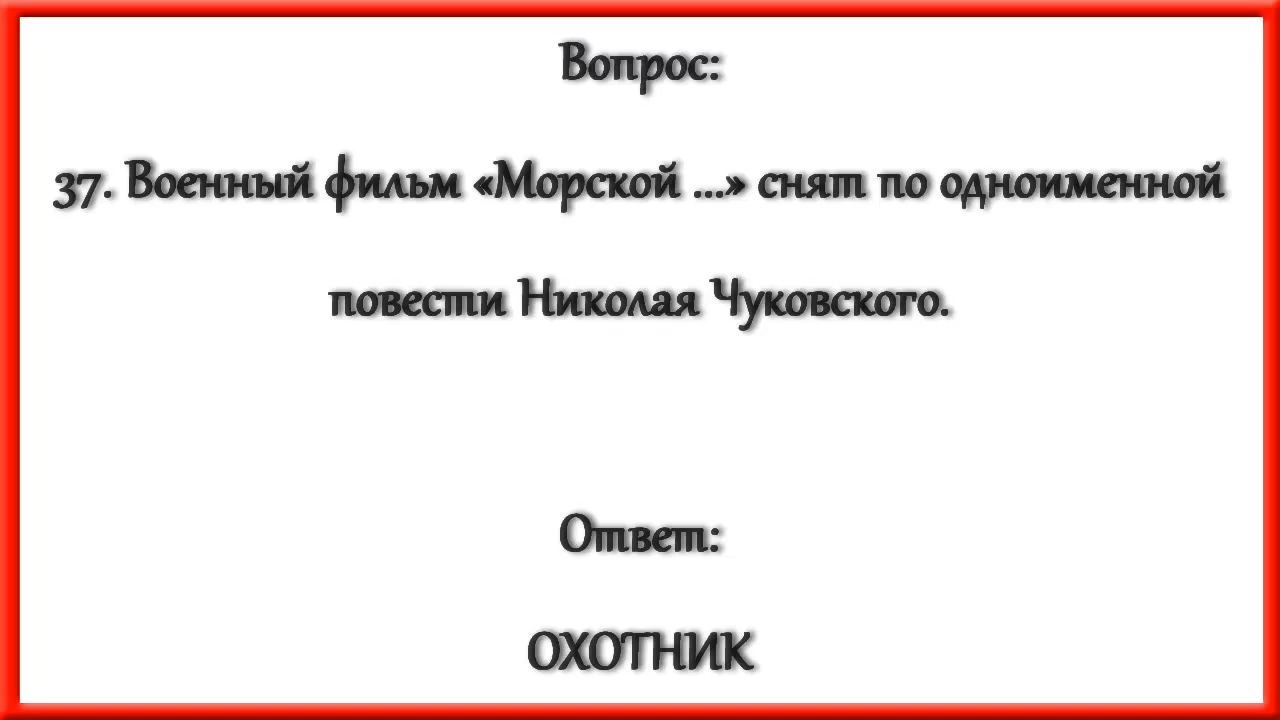 Вопрос:
37. Военный фильм «Морской ...» снят по одноименной
повести Николая Чуковского.
Ответ:
ОХОТНИК